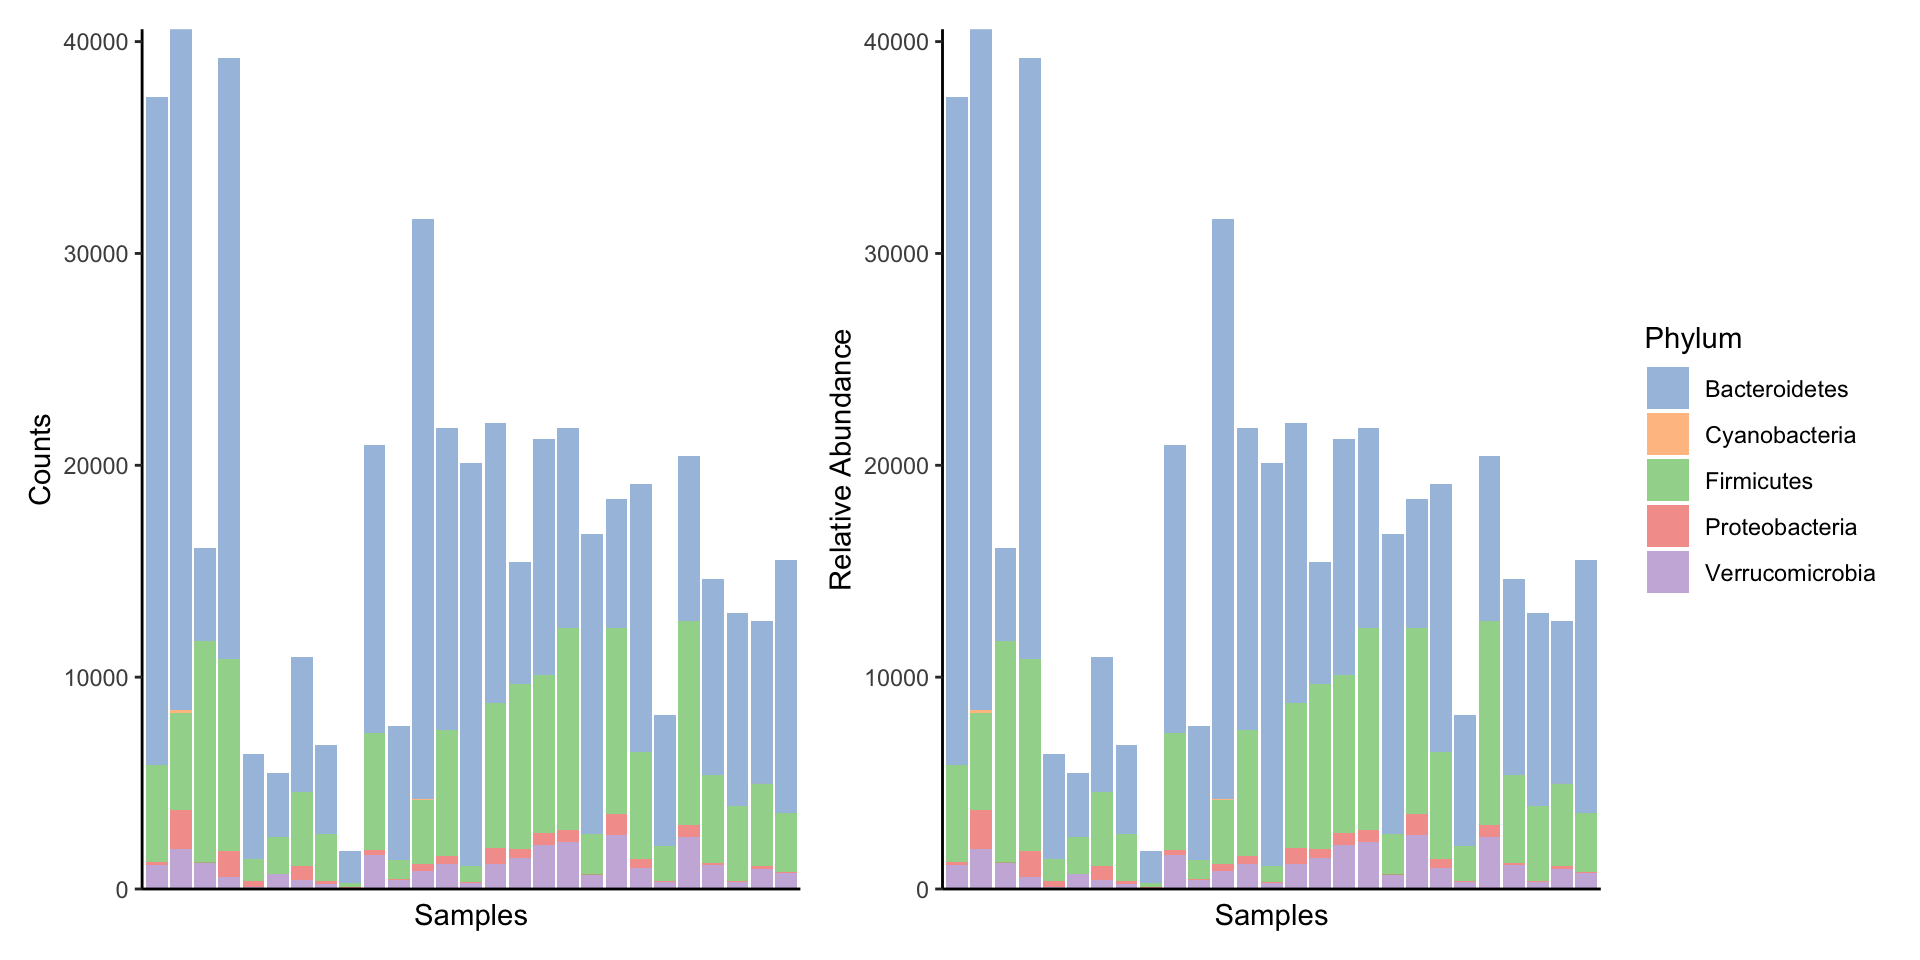 40000
30000
20000
10000
0
Counts
Samples
40000
30000
20000
10000
0
Relative Abundance
Samples
Phylum
Bacteroidetes
Cyanobacteria
Firmicutes
Proteobacteria
Verrucomicrobia